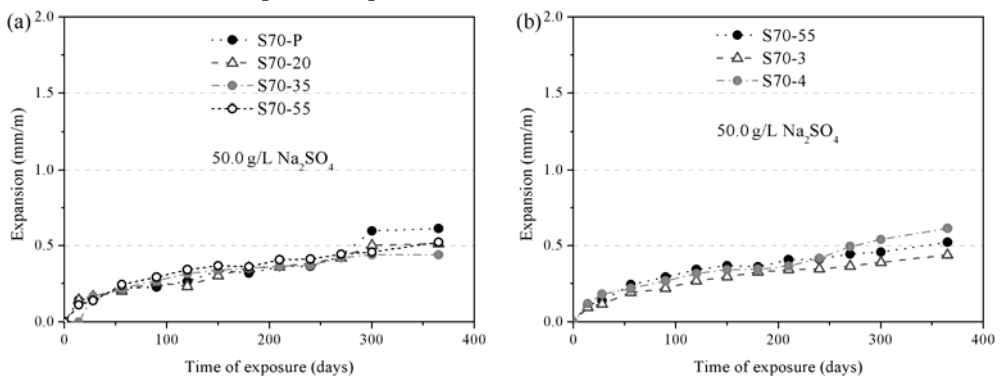 (a)
Expansion (mm/m)
2.0
1.5
1.0
0.5
0.0
S70-P
S70-20
S70-35
S70-55
50.0 g/L Na₂SO₄
0 100 200 300 400
Time of exposure (days)
(b)
Expansion (mm/m)
2.0
1.5
1.0
0.5
0.0
S70-55
S70-3
S70-4
50.0 g/L Na₂SO₄
0 100 200 300 400
Time of exposure (days)